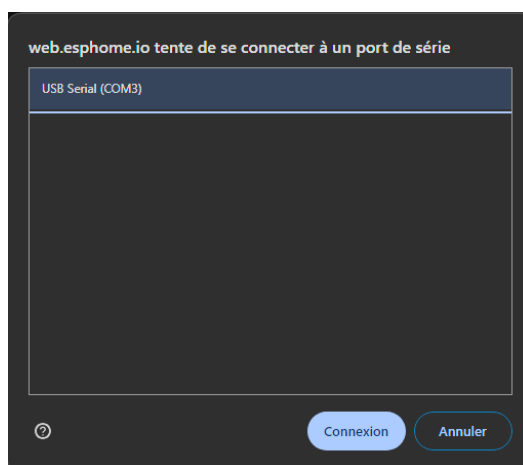 web.esphome.io tente de se connecter à un port de série
USB Serial (COM3)
Connexion
Annuler